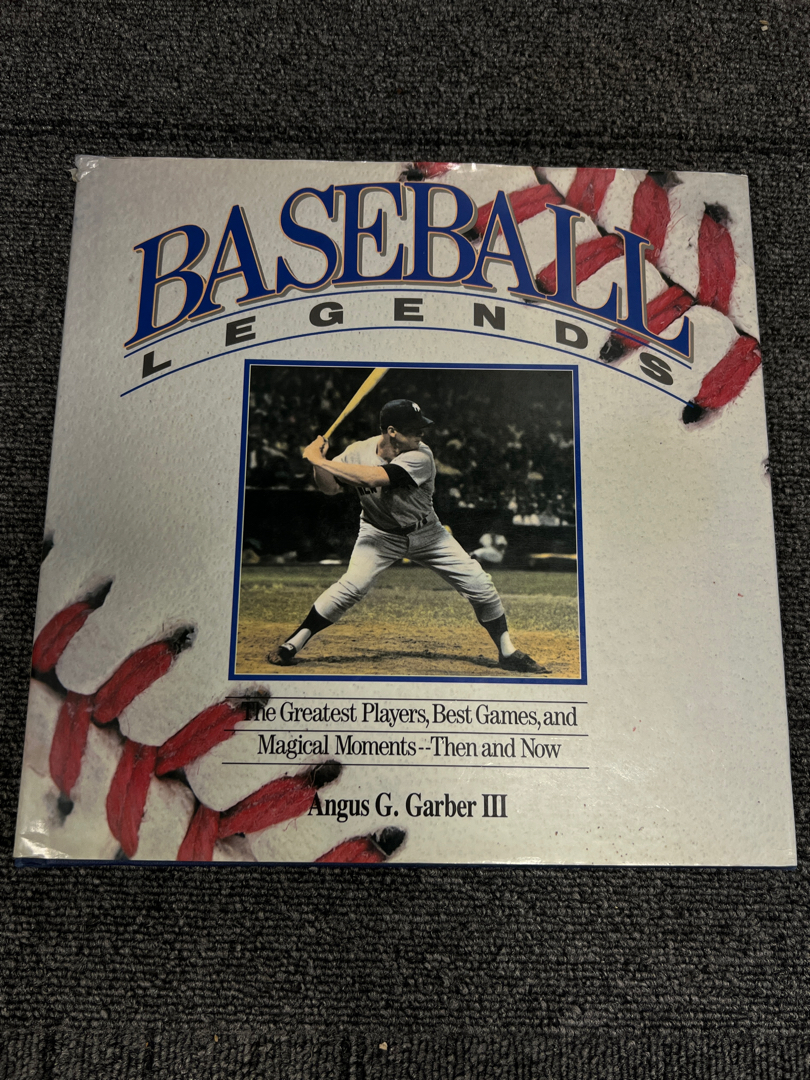 BASEBALL
LEGENDS
The Greatest Players, Best Games, and
Magical Moments--Then and Now
Angus G. Garber III